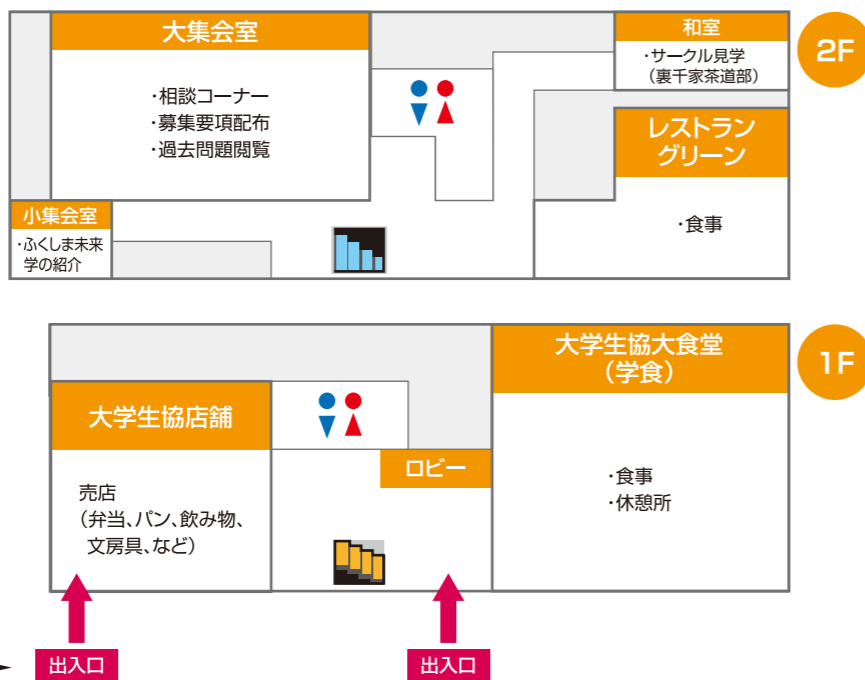 大集会室
・相談コーナー
・募集要項配布
・過去問題閲覧
和室
・サークル見学
（裏千家茶道部）
2F
レストラン
グリーン
・食事
小集会室
・ふくしま未来
学の紹介
大学生協大食堂
（学食）
・食事
・休憩所
1F
大学生協店舗
売店
（弁当、パン、飲み物、
文房具、など）
ロビー
出入口
出入口